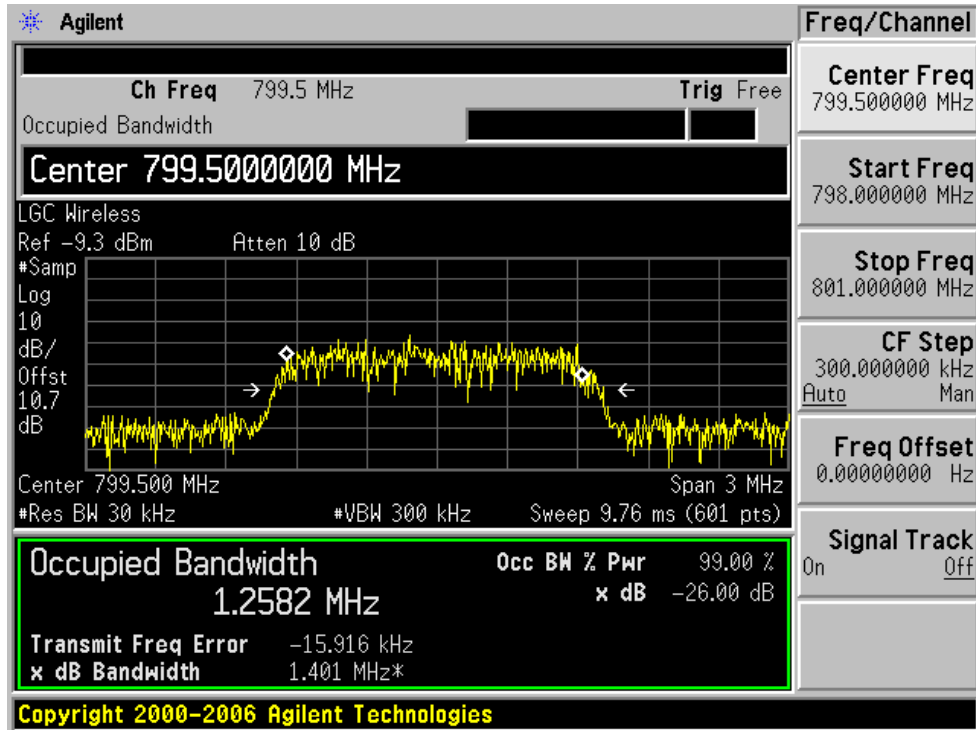 Agilent
Freq/Channel
Ch Freq 799.5 MHz Trig Free
Occupied Bandwidth
Center 799.5000000 MHz
LGC Wireless
Ref -9.3 dBm Atten 10 dB
#Samp
Log
10
dB/
Offst
10.7
dB
Center 799.500 MHz Span 3 MHz
#Res BW 30 kHz #VBW 300 kHz Sweep 9.76 ms (601 pts)
Occupied Bandwidth Occ BW % Pwr 99.00 %
1.2582 MHz x dB -26.00 dB
Transmit Freq Error -15.916 kHz
x dB Bandwidth 1.401 MHz*
Center Freq
799.500000 MHz
Start Freq
798.000000 MHz
Stop Freq
801.000000 MHz
CF Step
300.000000 kHz
Auto Man
Freq Offset
0.00000000 Hz
Signal Track
On Off
Copyright 2000-2006 Agilent Technologies